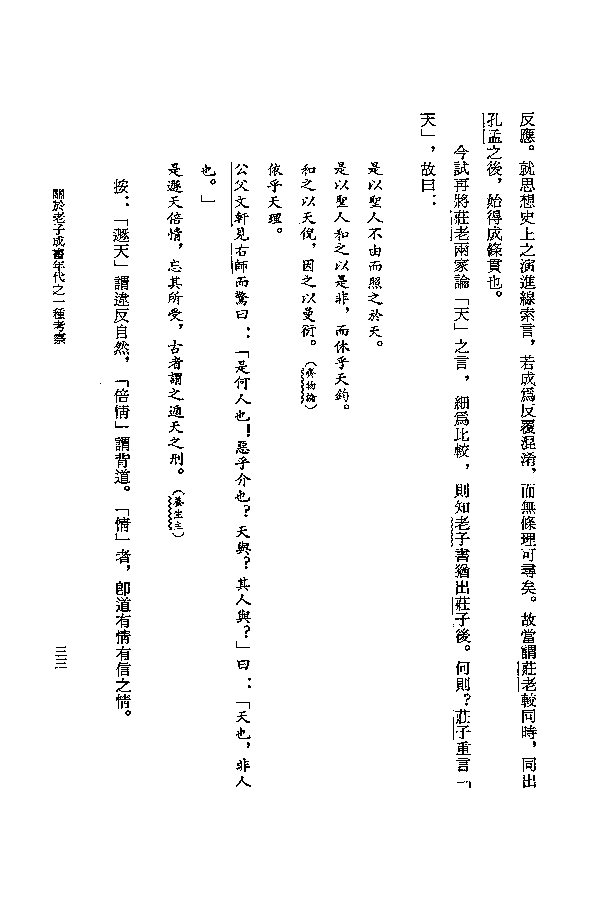 反應。就思想史上之演進線索言，若成爲反覆混淆，而無條理可尋矣。故當謂莊老較同時，同出
孔孟之後，始得成條貫也。
今試再將莊老兩家論「天」之言，細爲比較，則知老子書猶出莊子後。何則？莊子重言「
天」，故曰：
是以聖人不由而照之於天。
是以聖人和之以是非，而休乎天鈞。
和之以天倪，因之以曼衍。（齊物論）
依乎天理。
公父文軒見右師而驚曰：「是何人也！惡乎介也？天與？其人與？」曰：「天也，非人
也。」
是遯天倍情，忘其所受，古者謂之遁天之刑。（養生主）
按：「遯天」謂違反自然，「倍情」謂背道。「情」者，卽道有情有信之情。
關於老子成書年代之一種考察
三三